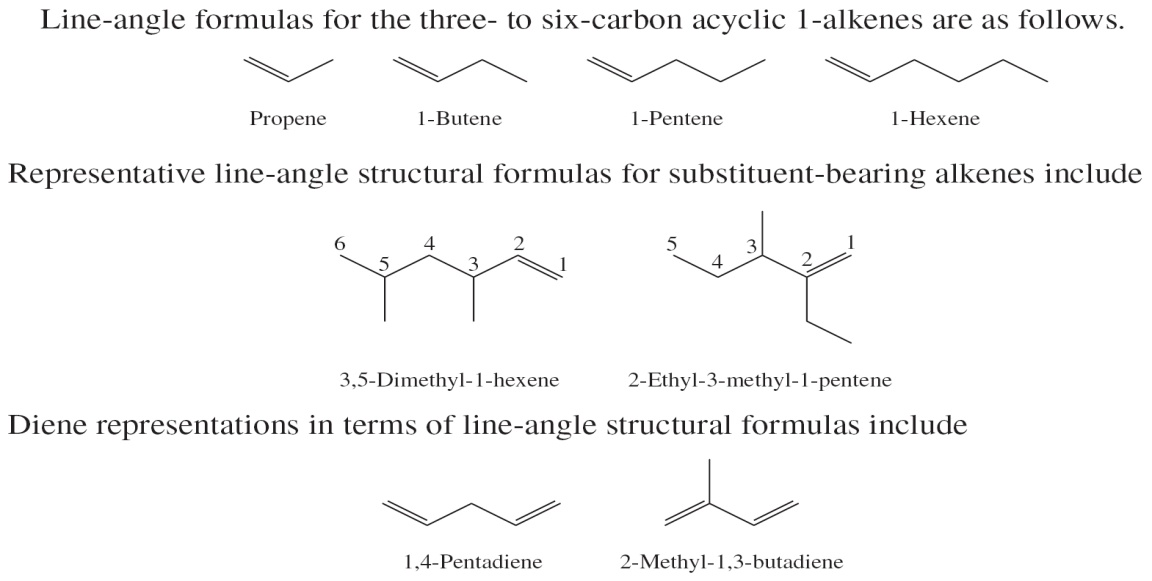 Line-angle formulas for the three- to six-carbon acyclic 1-alkenes are as follows.
Propene 1-Butene 1-Pentene 1-Hexene
Representative line-angle structural formulas for substituent-bearing alkenes include
6 5 4 3 2 1 5 4 3 2 1
3,5-Dimethyl-1-hexene 2-Ethyl-3-methyl-1-pentene
Diene representations in terms of line-angle structural formulas include
1,4-Pentadiene 2-Methyl-1,3-butadiene